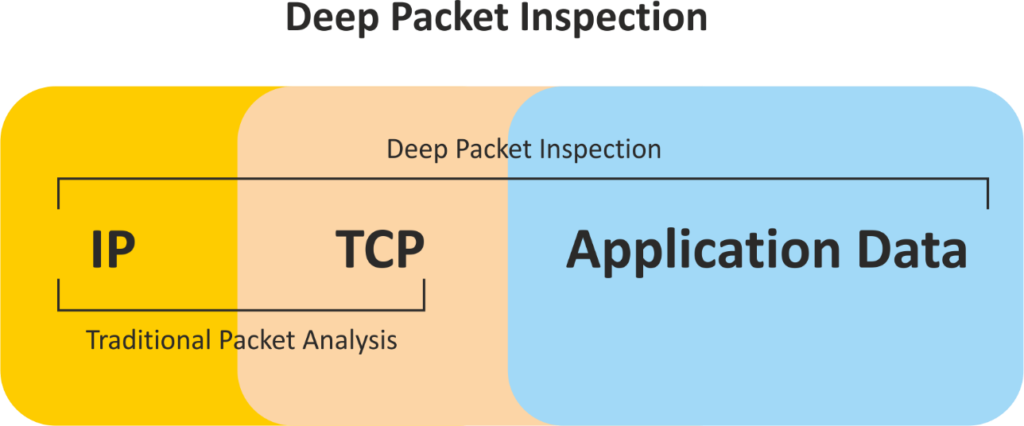 Deep Packet Inspection
Deep Packet Inspection
IP TCP Application Data
Traditional Packet Analysis